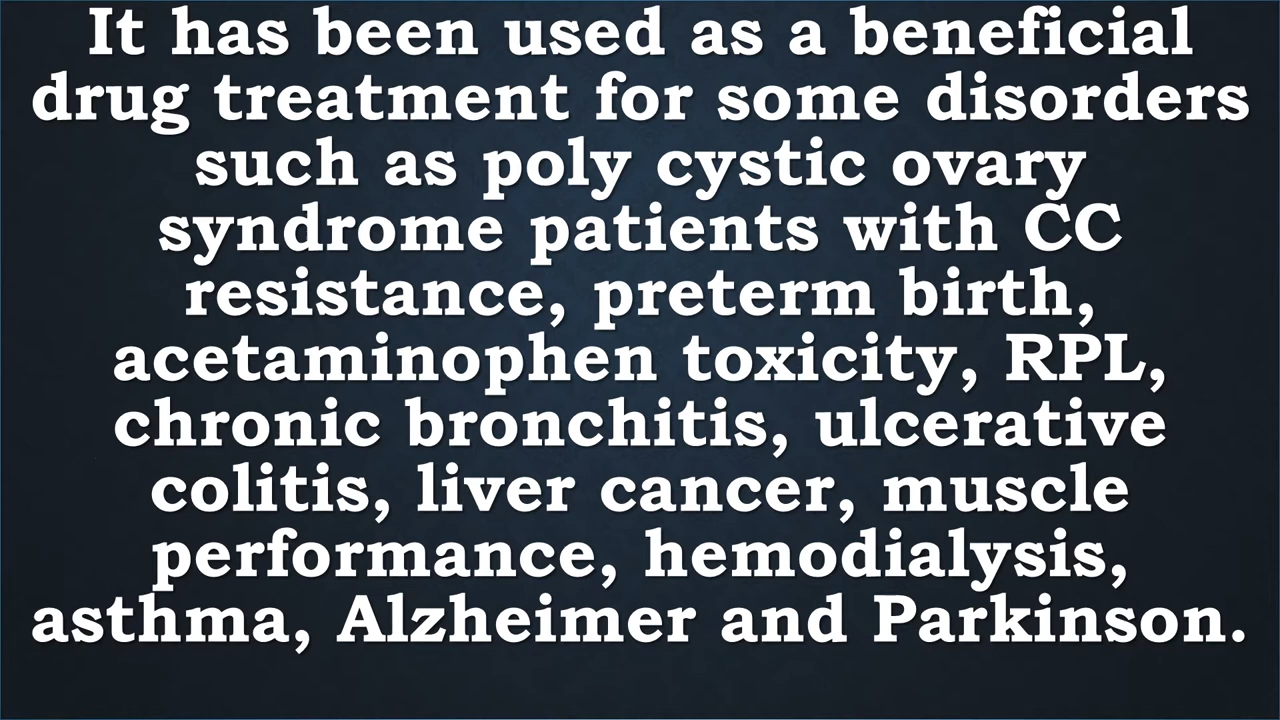 It has been used as a beneficial
drug treatment for some disorders
such as poly cystic ovary
syndrome patients with CC
resistance, preterm birth,
acetaminophen toxicity, RPL,
chronic bronchitis, ulcerative
colitis, liver cancer, muscle
performance, hemodialysis,
asthma, Alzheimer and Parkinson.